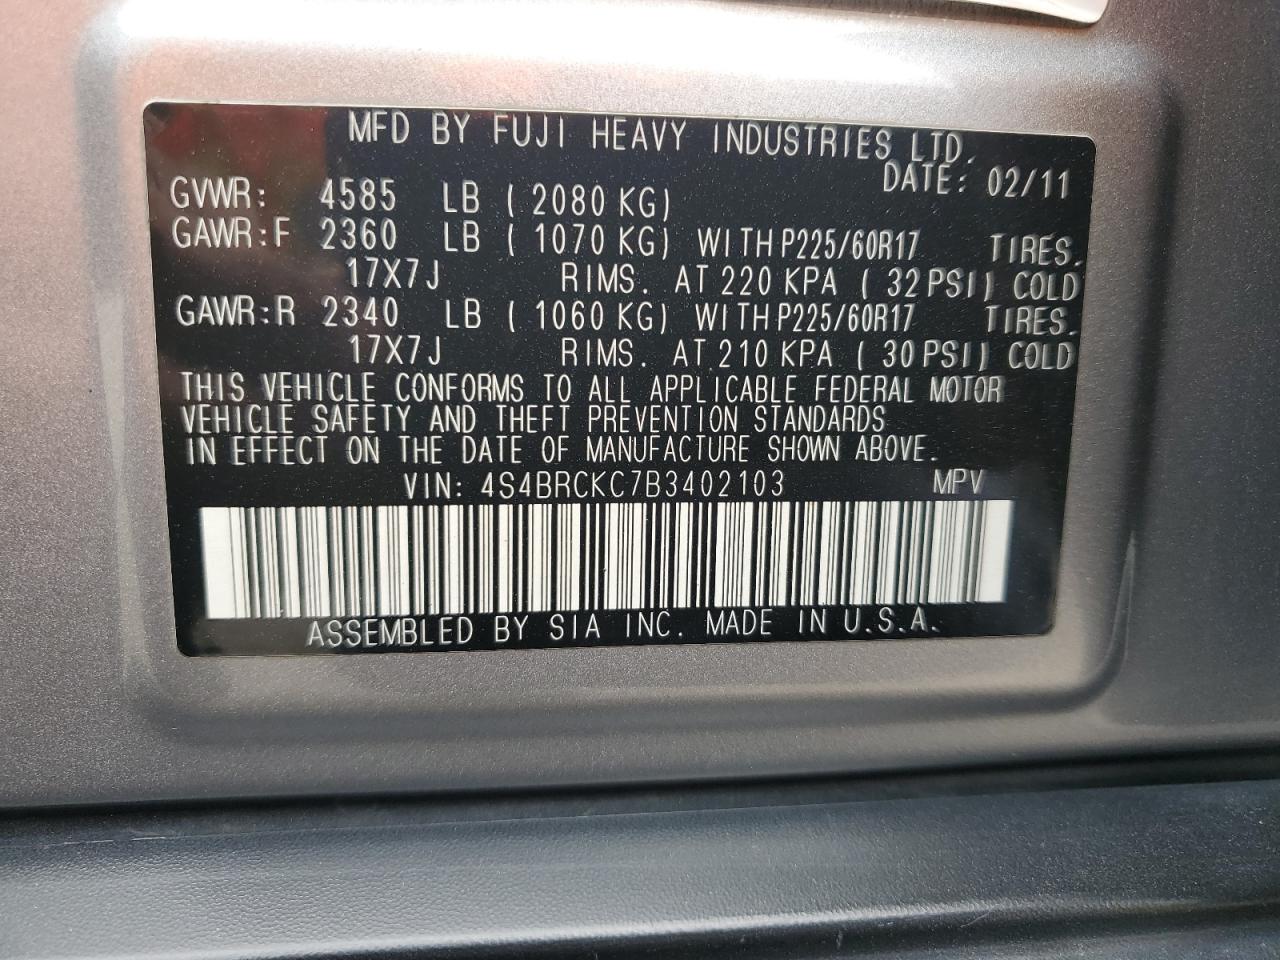 MFD BY FUJI HEAVY INDUSTRIES LTD.
DATE: 02/11
GVWR: 4585 LB ( 2080 KG)
GAWR:F 2360 LB ( 1070 KG) WITH P225/60R17 TIRES.
17X7J RIMS. AT 220 KPA ( 32 PSI) COLD
GAWR:R 2340 LB ( 1060 KG) WITH P225/60R17 TIRES.
17X7J RIMS. AT 210 KPA ( 30 PSI) COLD
THIS VEHICLE CONFORMS TO ALL APPLICABLE FEDERAL MOTOR
VEHICLE SAFETY AND THEFT PREVENTION STANDARDS
IN EFFECT ON THE DATE OF MANUFACTURE SHOWN ABOVE.
VIN: 4S4BRCKC7B3402103 MPV
ASSEMBLED BY SIA INC. MADE IN U.S.A.